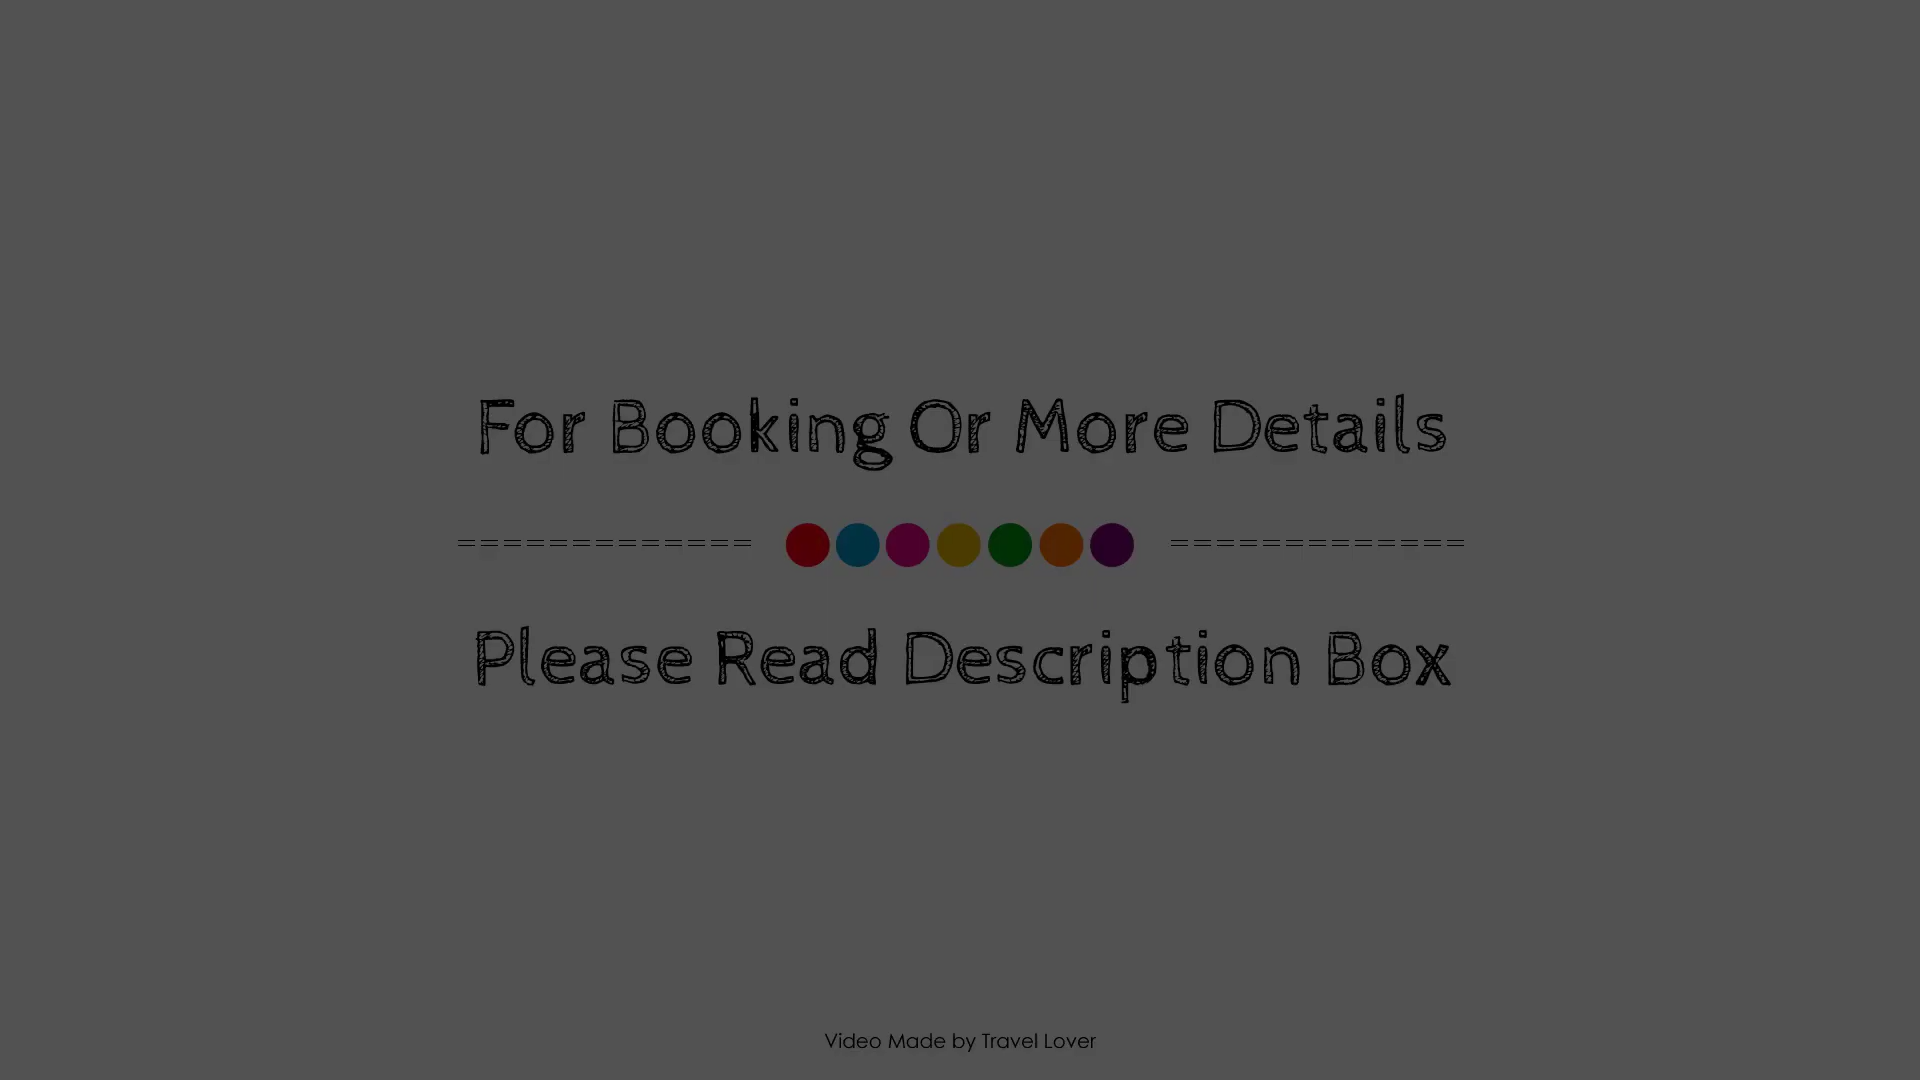 For Booking Or More Details
============= =============
Please Read Description Box
Video Made by Travel Lover